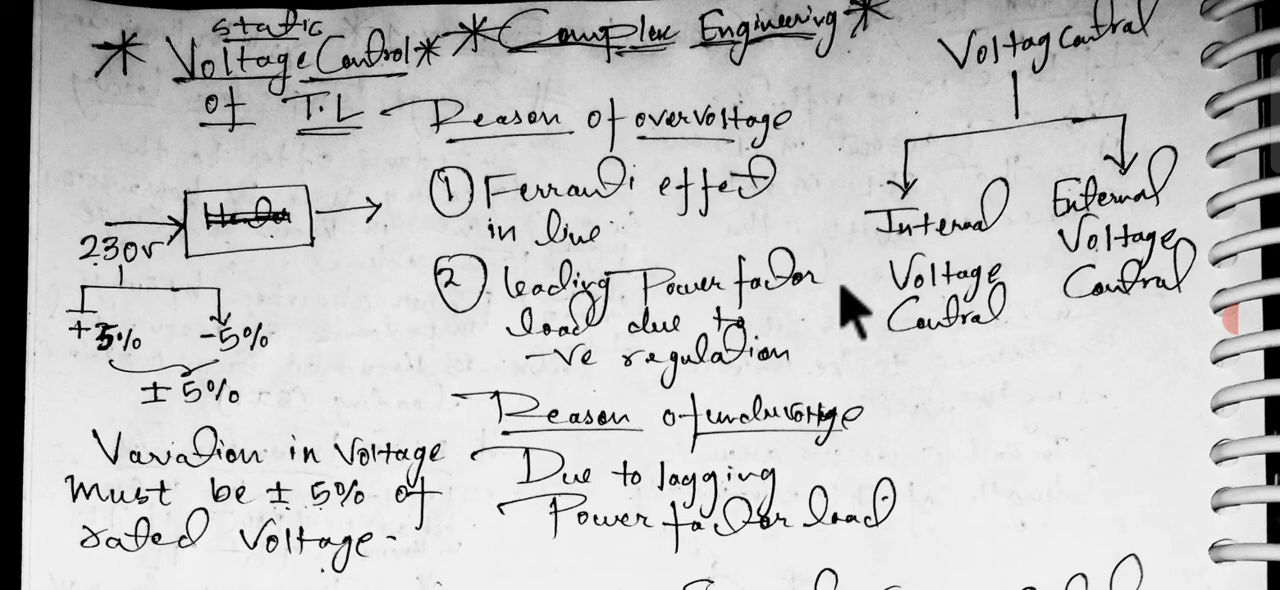 * static
Voltage Control *
of T.L
* Complex Engineering *
Reason of overvoltage
① Ferranti effect
in line
② leading Power factor
load due to
-ve regulation
Reason of undervoltage
Due to lagging
Power factor load
230v
+5%
-5%
± 5%
Variation in Voltage
must be ± 5% of
rated Voltage.
Voltag Control
Internal
Voltage
Control
External
Voltage
Control